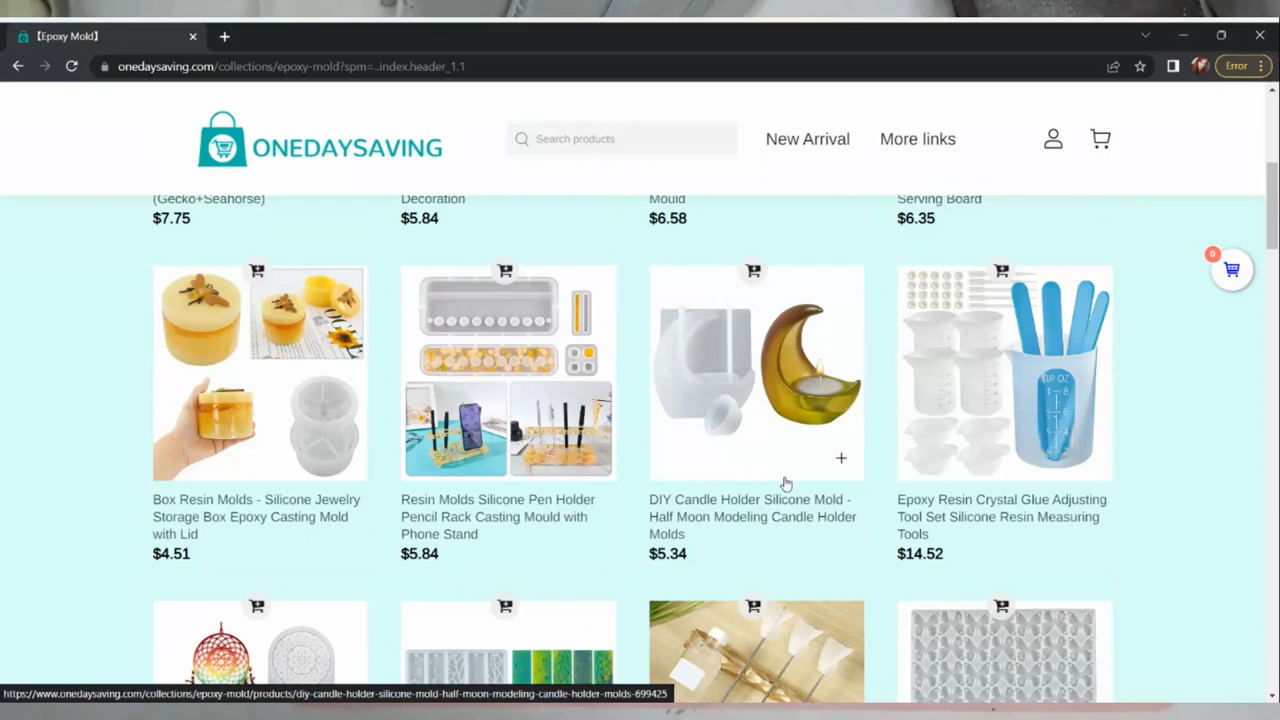 【Epoxy Mold】
onedaysaving.com/collections/epoxy-mold?spm=..index.header_1.1
Error
ONEDAYSAVING
Search products
New Arrival
More links
(Gecko+Seahorse)
$7.75
Decoration
$5.84
Mould
$6.58
Serving Board
$6.35
0
CUP OZ
Box Resin Molds - Silicone Jewelry
Storage Box Epoxy Casting Mold
with Lid
$4.51
Resin Molds Silicone Pen Holder
Pencil Rack Casting Mould with
Phone Stand
$5.84
DIY Candle Holder Silicone Mold -
Half Moon Modeling Candle Holder
Molds
$5.34
Epoxy Resin Crystal Glue Adjusting
Tool Set Silicone Resin Measuring
Tools
$14.52
https://www.onedaysaving.com/collections/epoxy-mold/products/diy-candle-holder-silicone-mold-half-moon-modeling-candle-holder-molds-699425